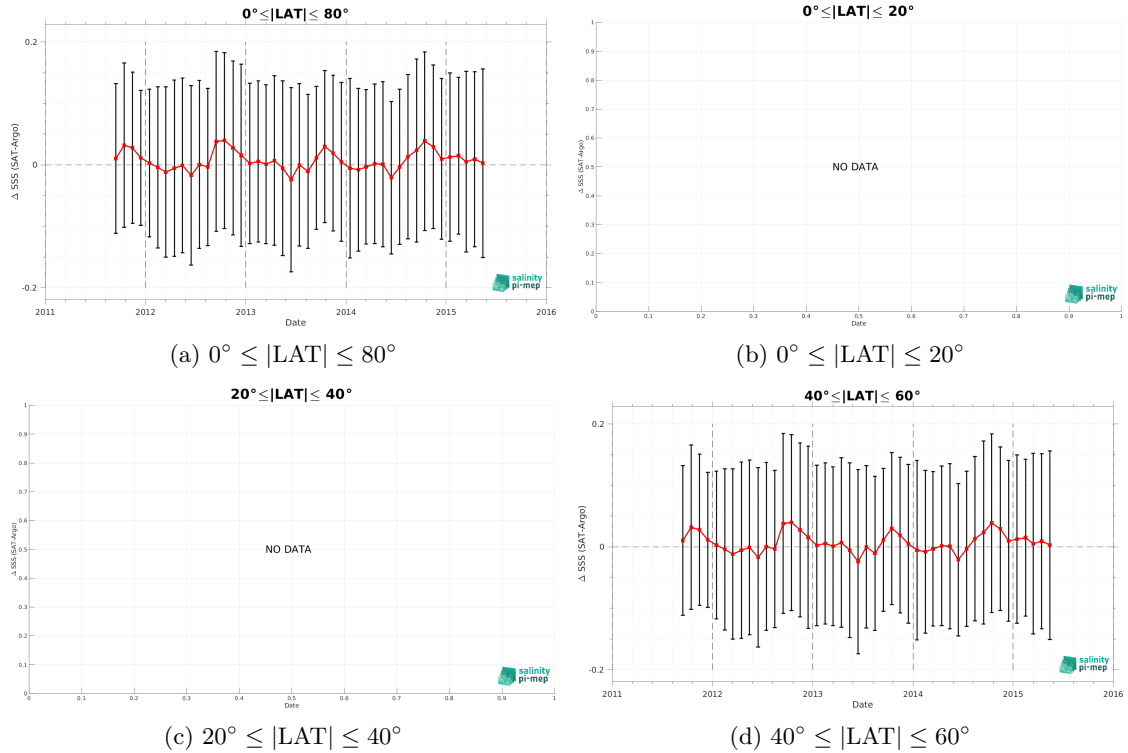 0°≤|LAT|≤ 80°
0.2
0
-0.2
Δ SSS (SAT-Argo)
2011 2012 2013 2014 2015 2016
Date
salinity
pi-mep
(a) 0° ≤ |LAT| ≤ 80°
0°≤|LAT|≤ 20°
1
0.9
0.8
0.7
0.6
0.5
0.4
0.3
0.2
0.1
0
Δ SSS (SAT-Argo)
NO DATA
0 0.1 0.2 0.3 0.4 0.5 0.6 0.7 0.8 0.9 1
Date
salinity
pi-mep
(b) 0° ≤ |LAT| ≤ 20°
20°≤|LAT|≤ 40°
1
0.9
0.8
0.7
0.6
0.5
0.4
0.3
0.2
0.1
0
Δ SSS (SAT-Argo)
NO DATA
0 0.1 0.2 0.3 0.4 0.5 0.6 0.7 0.8 0.9 1
Date
salinity
pi-mep
(c) 20° ≤ |LAT| ≤ 40°
40°≤|LAT|≤ 60°
0.2
0
-0.2
Δ SSS (SAT-Argo)
2011 2012 2013 2014 2015 2016
Date
salinity
pi-mep
(d) 40° ≤ |LAT| ≤ 60°